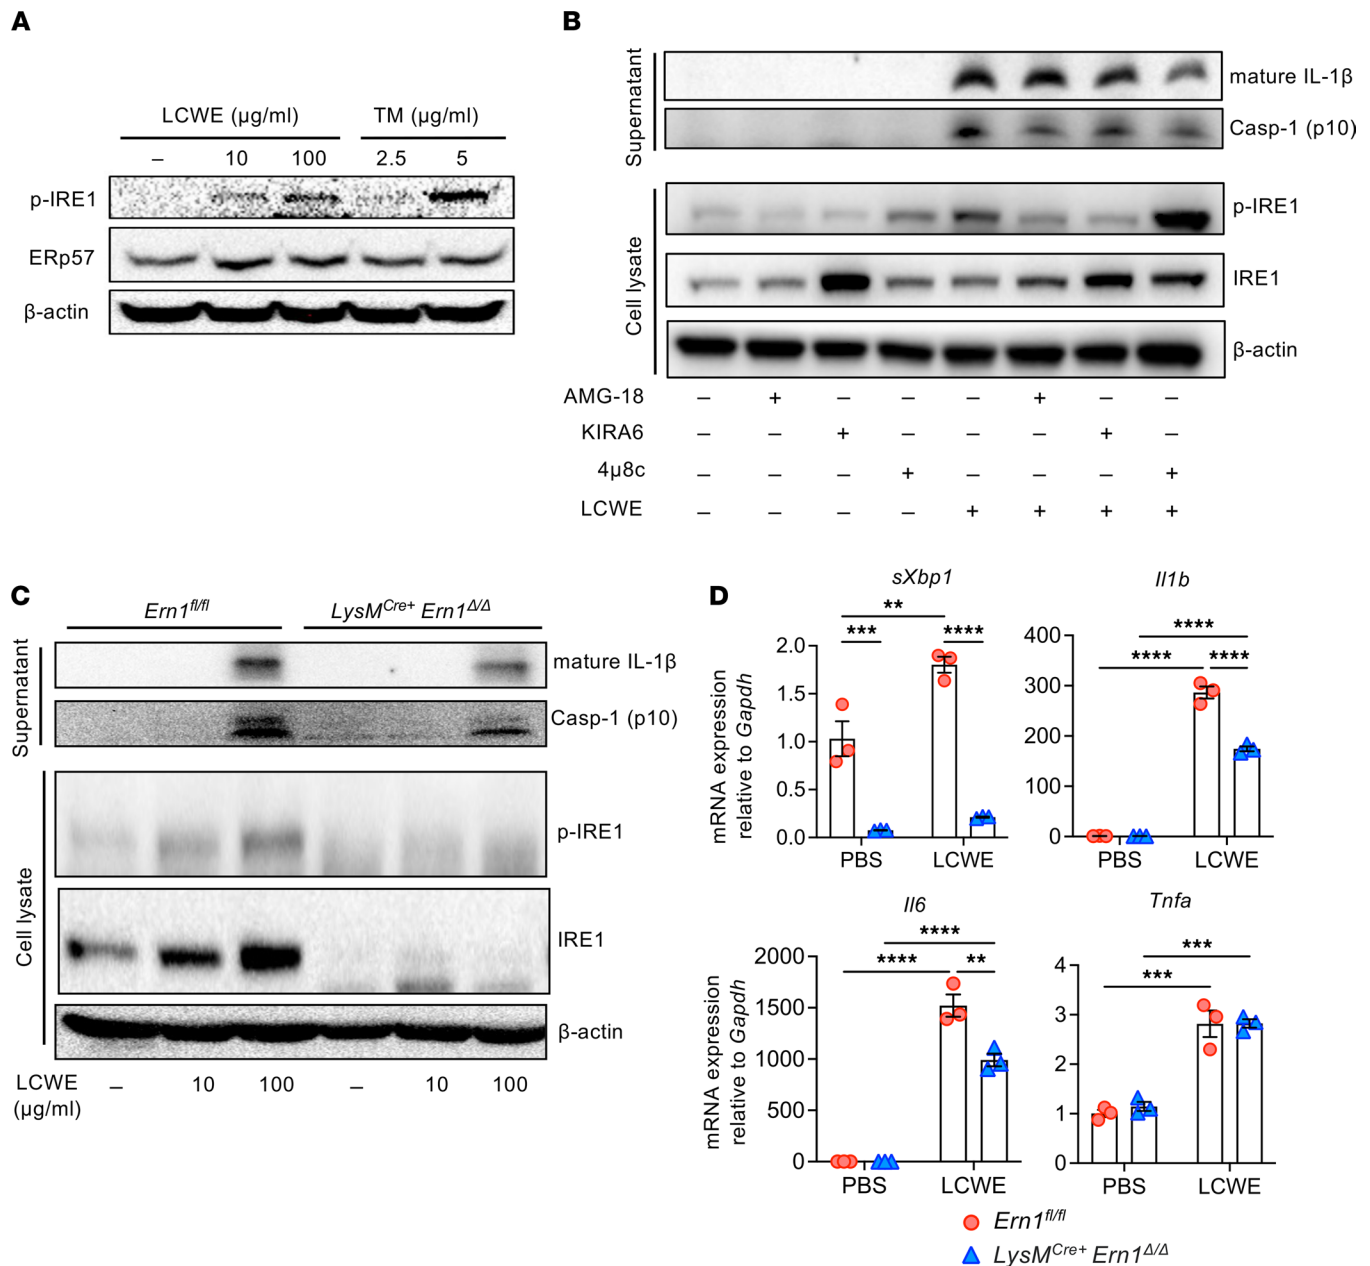 A
LCWE (µg/ml) TM (µg/ml)
– 10 100 2.5 5
p-IRE1
ERp57
β-actin
B
Supernatant
mature IL-1β
Casp-1 (p10)
Cell lysate
p-IRE1
IRE1
β-actin
AMG-18 – + – – – + – –
KIRA6 – – + – – – + –
4µ8c – – – + – – – +
LCWE – – – – + + + +
C
Ern1fl/fl LysMCre+ Ern1Δ/Δ
Supernatant
mature IL-1β
Casp-1 (p10)
Cell lysate
p-IRE1
IRE1
β-actin
LCWE – 10 100 – 10 100
(µg/ml)
D
sXbp1
**
*** ****
mRNA expression
relative to Gapdh
2.0
1.5
1.0
0.5
0.0
PBS LCWE
Il1b
****
**** ****
400
300
200
100
0
PBS LCWE
Il6
****
**** **
mRNA expression
relative to Gapdh
2000
1500
1000
500
0
PBS LCWE
Tnfa
***
***
4
3
2
1
0
PBS LCWE
Ern1fl/fl
LysMCre+ Ern1Δ/Δ